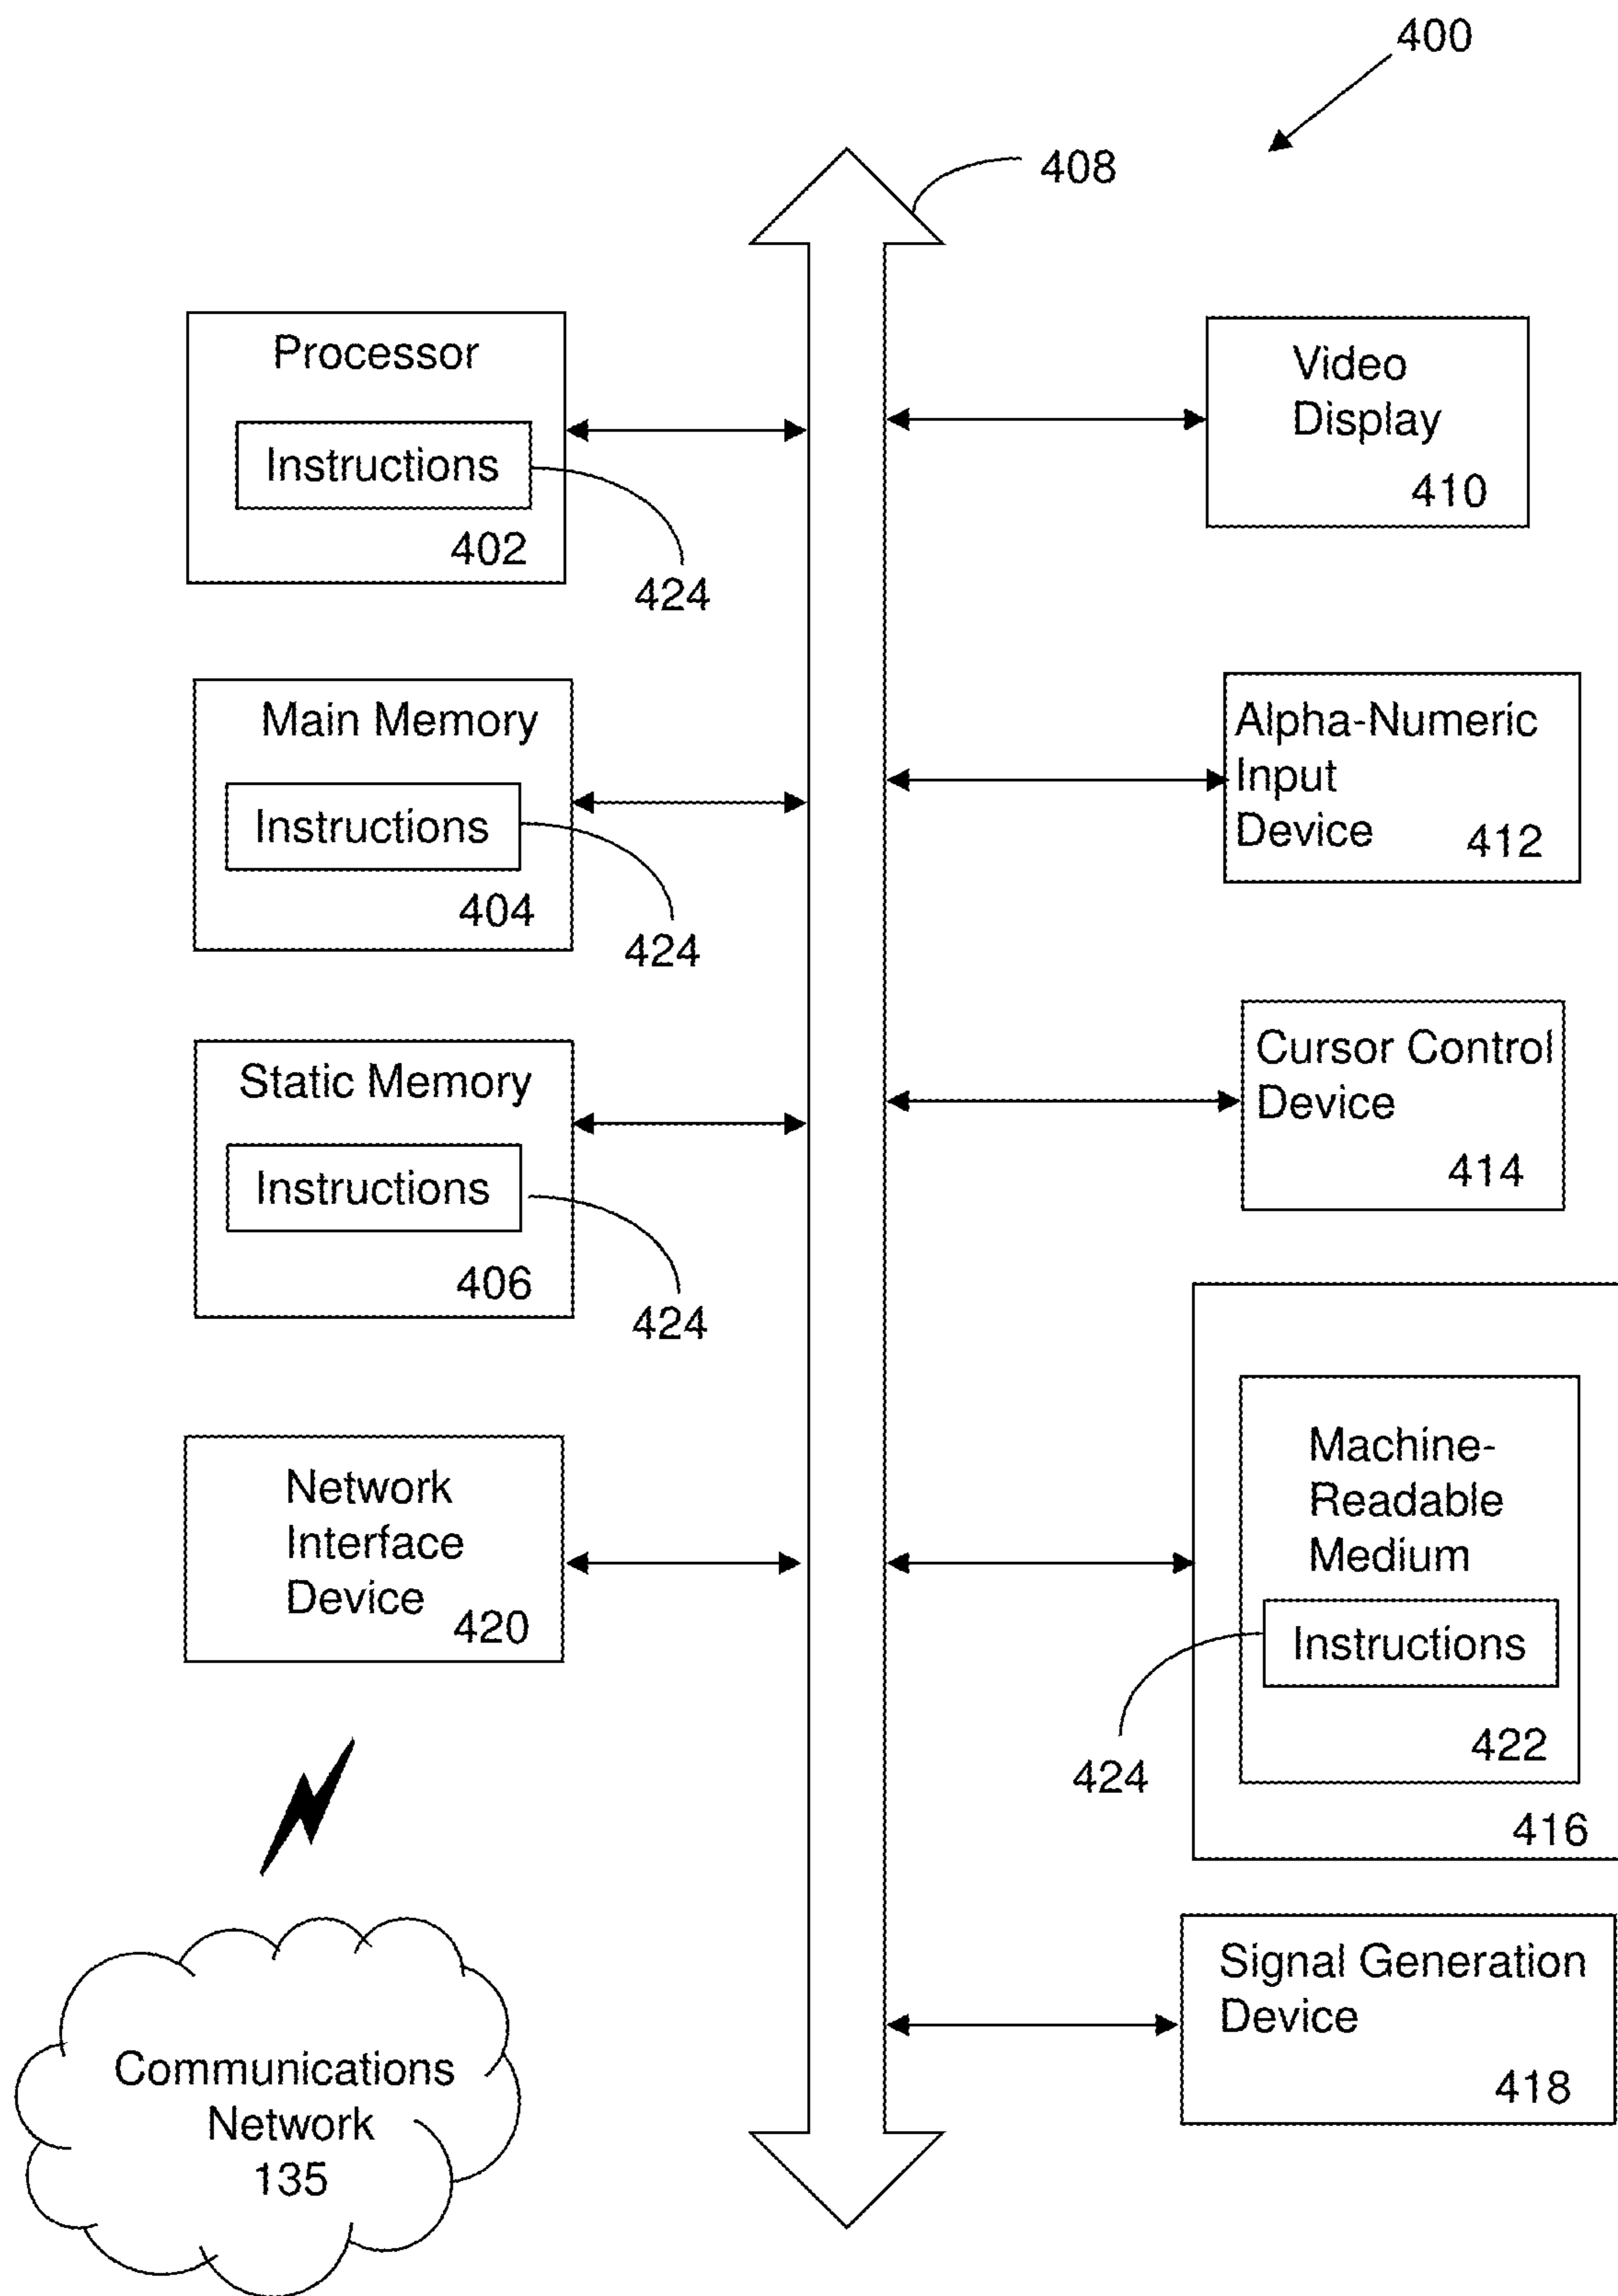 400
408
Processor
Instructions
402
424
Main Memory
Instructions
404
424
Static Memory
Instructions
406
424
Network
Interface
Device
420
Communications
Network
135
Video
Display
410
Alpha-Numeric
Input
Device
412
Cursor Control
Device
414
Machine-
Readable
Medium
Instructions
422
424
416
Signal Generation
Device
418